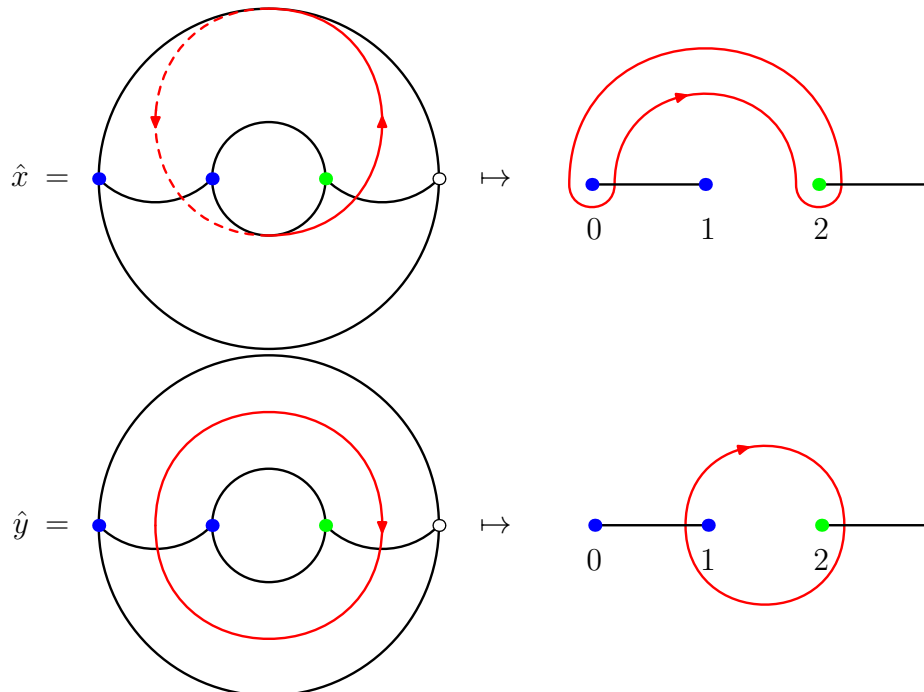 x̂ = ↦
0 1 2
ŷ = ↦
0 1 2